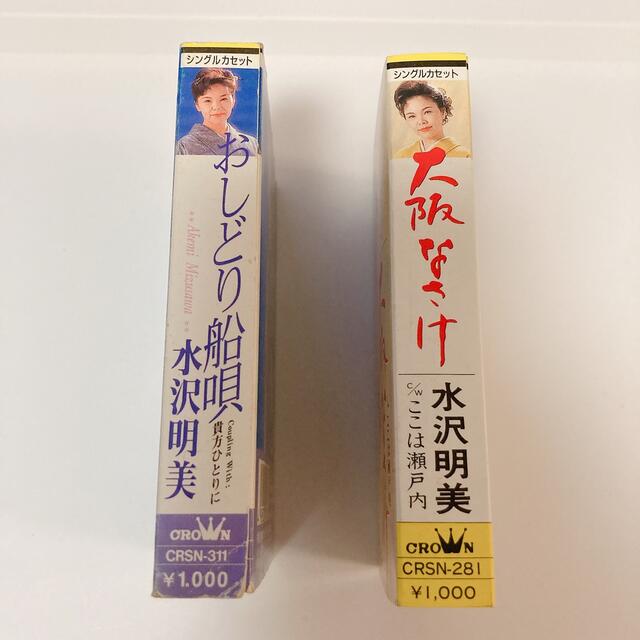 シングルカセット
おしどり船唄
** Akemi Mizusawa **
水沢明美
Coupling With:
貴方ひとりに
CROWN
CRSN-311
¥1,000
シングルカセット
大阪なさけ
水沢明美
c/w ここは瀬戸内
CROWN
CRSN-281
¥1,000